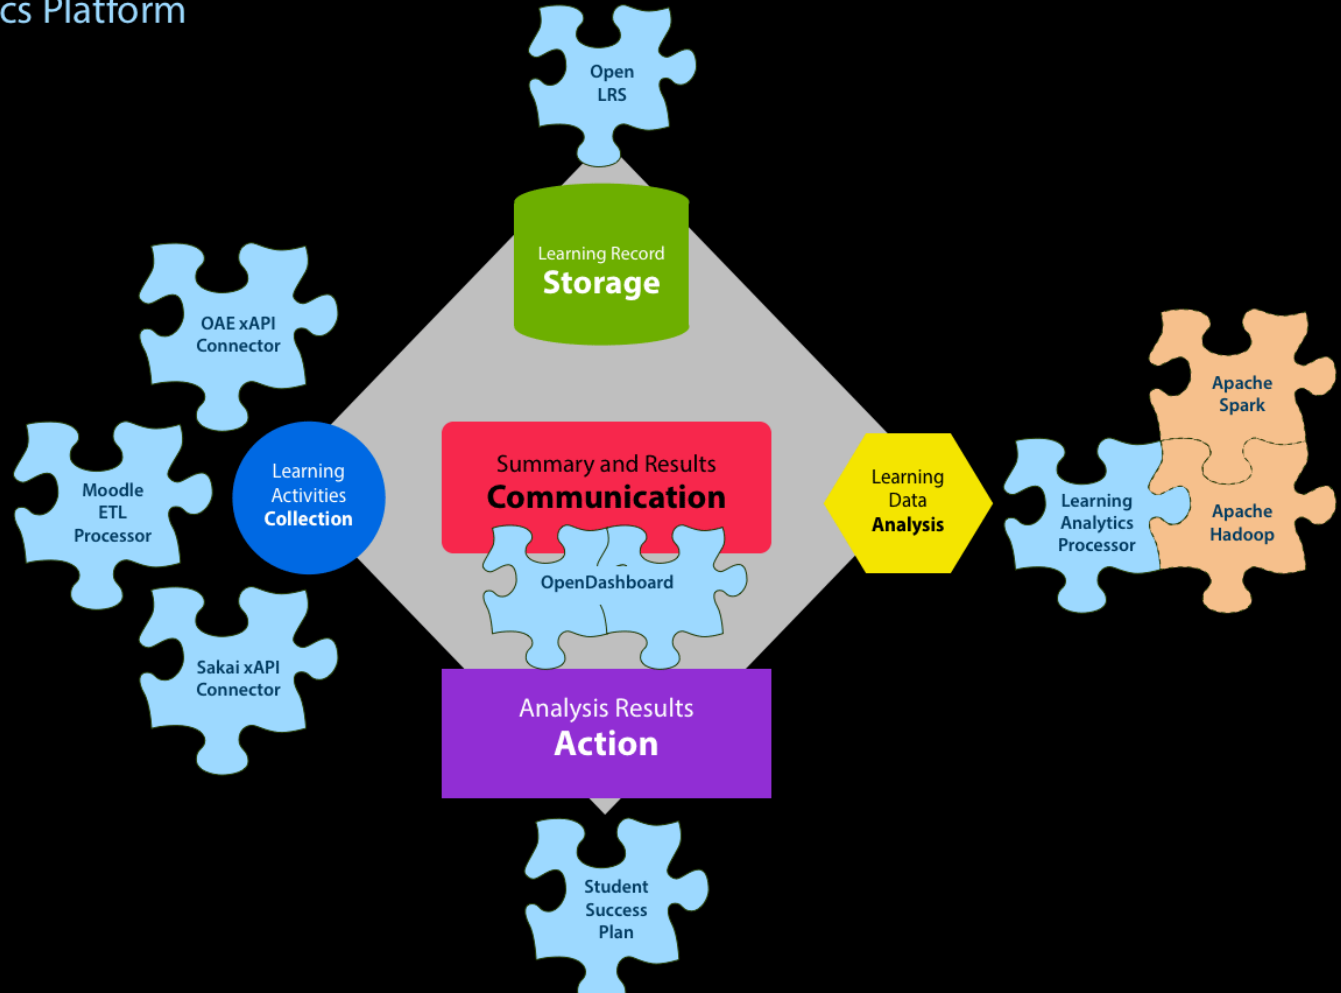 cs Platform
Open
LRS
Learning Record
Storage
OAE xAPI
Connector
Apache
Spark
Summary and Results
Communication
Learning
Activities
Collection
Learning
Data
Analysis
Moodle
ETL
Processor
Learning
Analytics
Processor
Apache
Hadoop
OpenDashboard
Sakai xAPI
Connector
Analysis Results
Action
Student
Success
Plan